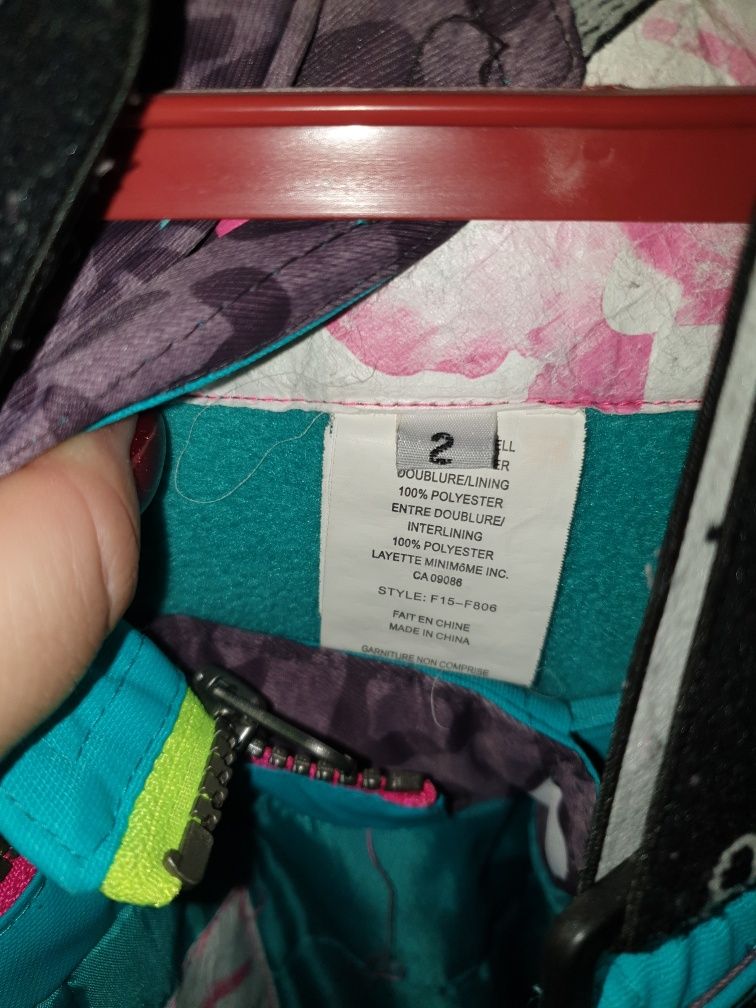 2
DOUBLURE/LINING
100% POLYESTER
ENTRE DOUBLURE/
INTERLINING
100% POLYESTER
LAYETTE MINIMÔME INC.
CA 09086
STYLE: F15-F806
FAIT EN CHINE
MADE IN CHINA
GARNITURE NON COMPRISE